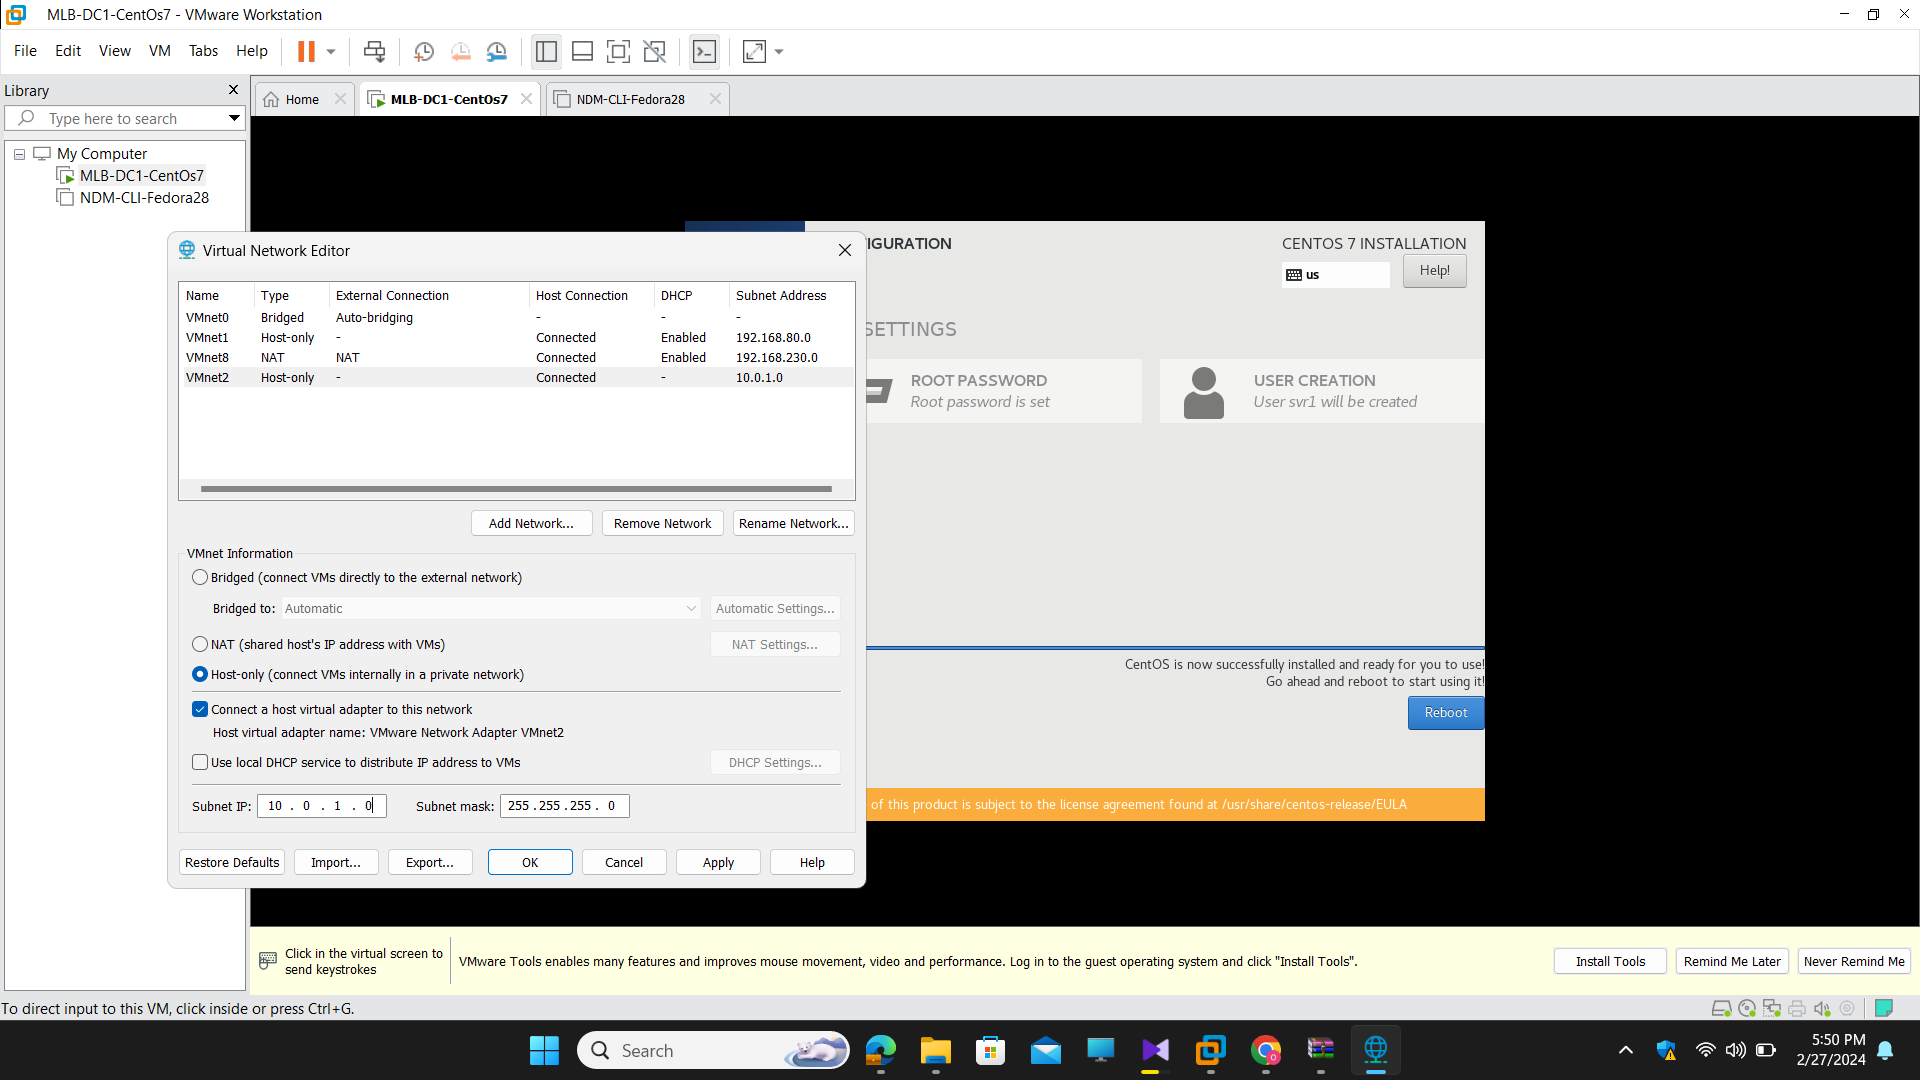 MLB-DC1-CentOs7 - VMware Workstation
File Edit View VM Tabs Help
Library
Type here to search
My Computer
MLB-DC1-CentOs7
NDM-CLI-Fedora28
Home
MLB-DC1-CentOs7
NDM-CLI-Fedora28
Virtual Network Editor
Name Type External Connection Host Connection DHCP Subnet Address
VMnet0 Bridged Auto-bridging - - -
VMnet1 Host-only - Connected Enabled 192.168.80.0
VMnet8 NAT NAT Connected Enabled 192.168.230.0
VMnet2 Host-only - Connected - 10.0.1.0
Add Network... Remove Network Rename Network...
VMnet Information
Bridged (connect VMs directly to the external network)
Bridged to: Automatic Automatic Settings...
NAT (shared host's IP address with VMs) NAT Settings...
Host-only (connect VMs internally in a private network)
Connect a host virtual adapter to this network
Host virtual adapter name: VMware Network Adapter VMnet2
Use local DHCP service to distribute IP address to VMs DHCP Settings...
Subnet IP: 10 . 0 . 1 . 0 Subnet mask: 255 . 255 . 255 . 0
Restore Defaults Import... Export... OK Cancel Apply Help
IGURATION
CENTOS 7 INSTALLATION
us
Help!
SETTINGS
ROOT PASSWORD
Root password is set
USER CREATION
User svr1 will be created
CentOS is now successfully installed and ready for you to use!
Go ahead and reboot to start using it!
Reboot
of this product is subject to the license agreement found at /usr/share/centos-release/EULA
Click in the virtual screen to
send keystrokes
VMware Tools enables many features and improves mouse movement, video and performance. Log in to the guest operating system and click "Install Tools".
Install Tools Remind Me Later Never Remind Me
To direct input to this VM, click inside or press Ctrl+G.
Search
5:50 PM
2/27/2024